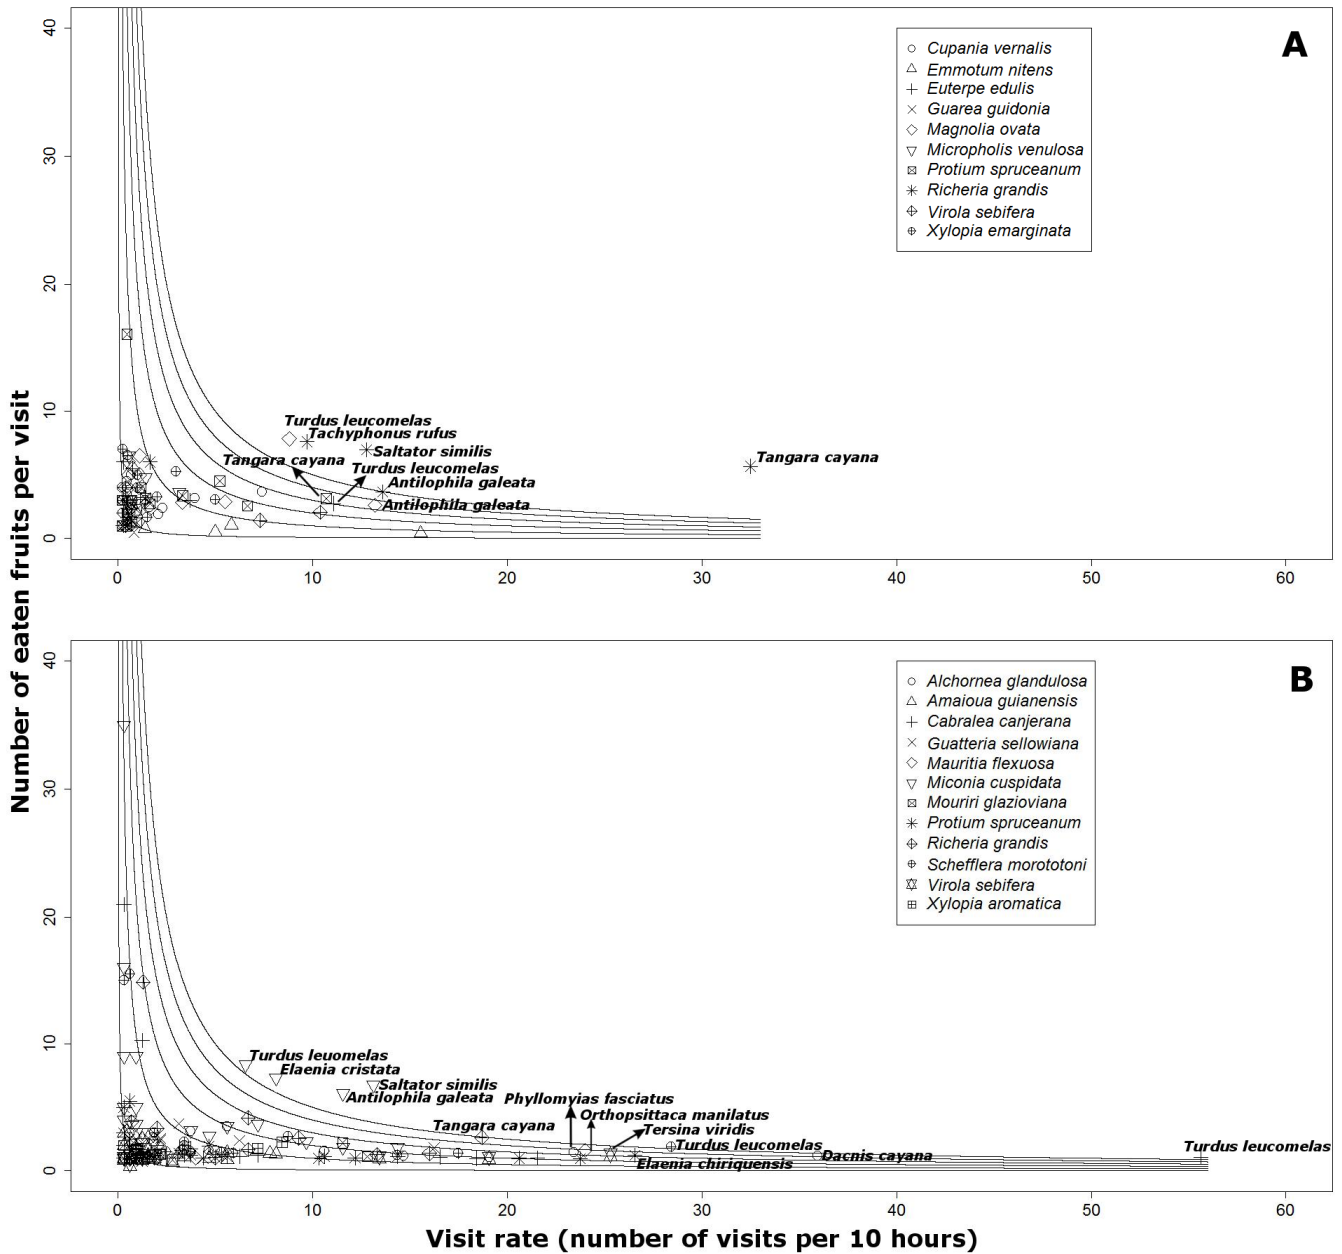 Number of eaten fruits per visit
40
30
20
10
0
A
Cupania vernalis
Emmotum nitens
Euterpe edulis
Guarea guidonia
Magnolia ovata
Micropholis venulosa
Protium spruceanum
Richeria grandis
Virola sebifera
Xylopia emarginata
Turdus leucomelas
Tachyphonus rufus
Saltator similis
Tangara cayana
Tangara cayana
Turdus leucomelas
Antilophila galeata
Antilophila galeata
0 10 20 30 40 50 60
40
30
20
10
0
B
Alchornea glandulosa
Amaioua guianensis
Cabralea canjerana
Guatteria sellowiana
Mauritia flexuosa
Miconia cuspidata
Mouriri glazioviana
Protium spruceanum
Richeria grandis
Schefflera morototoni
Virola sebifera
Xylopia aromatica
Turdus leuomelas
Elaenia cristata
Saltator similis
Antilophila galeata
Phyllomyias fasciatus
Orthopsittaca manilatus
Tangara cayana
Tersina viridis
Turdus leucomelas
Turdus leucomelas
Dacnis cayana
Elaenia chiriquensis
0 10 20 30 40 50 60
Visit rate (number of visits per 10 hours)